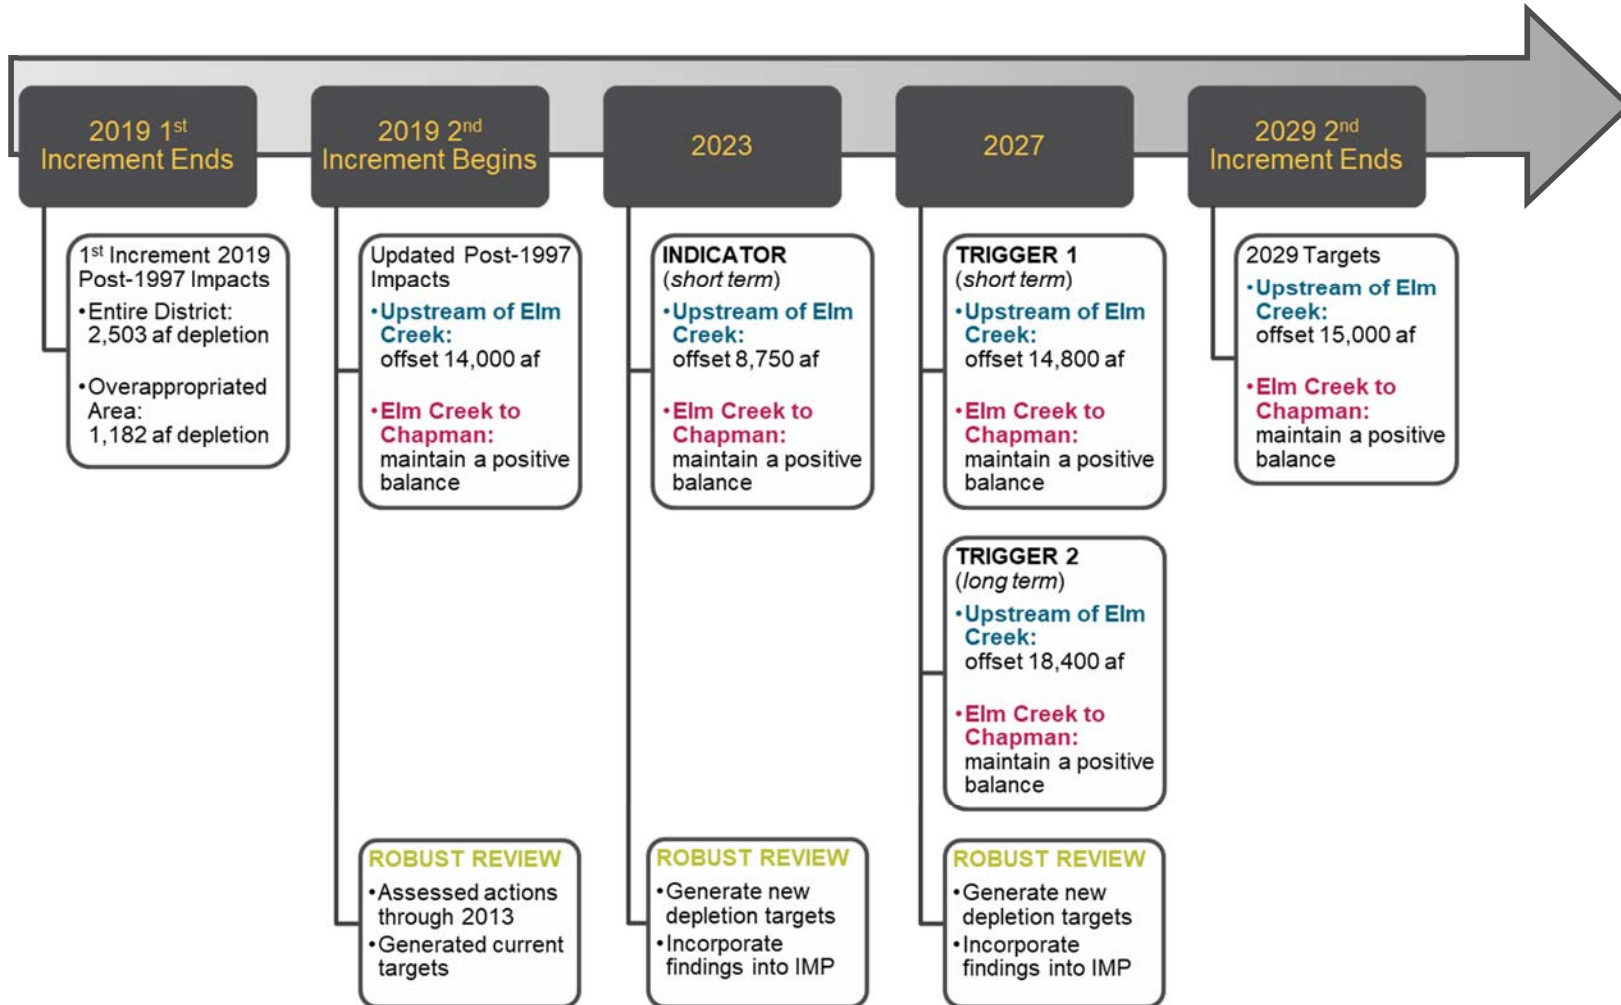 2019 1st
Increment Ends
2019 2nd
Increment Begins
2023
2027
2029 2nd
Increment Ends
1st Increment 2019
Post-1997 Impacts
•Entire District:
2,503 af depletion
•Overappropriated
Area:
1,182 af depletion
Updated Post-1997
Impacts
•Upstream of Elm
Creek:
offset 14,000 af
•Elm Creek to
Chapman:
maintain a positive
balance
ROBUST REVIEW
•Assessed actions
through 2013
•Generated current
targets
INDICATOR
(short term)
•Upstream of Elm
Creek:
offset 8,750 af
•Elm Creek to
Chapman:
maintain a positive
balance
ROBUST REVIEW
•Generate new
depletion targets
•Incorporate
findings into IMP
TRIGGER 1
(short term)
•Upstream of Elm
Creek:
offset 14,800 af
•Elm Creek to
Chapman:
maintain a positive
balance
TRIGGER 2
(long term)
•Upstream of Elm
Creek:
offset 18,400 af
•Elm Creek to
Chapman:
maintain a positive
balance
ROBUST REVIEW
•Generate new
depletion targets
•Incorporate
findings into IMP
2029 Targets
•Upstream of Elm
Creek:
offset 15,000 af
•Elm Creek to
Chapman:
maintain a positive
balance